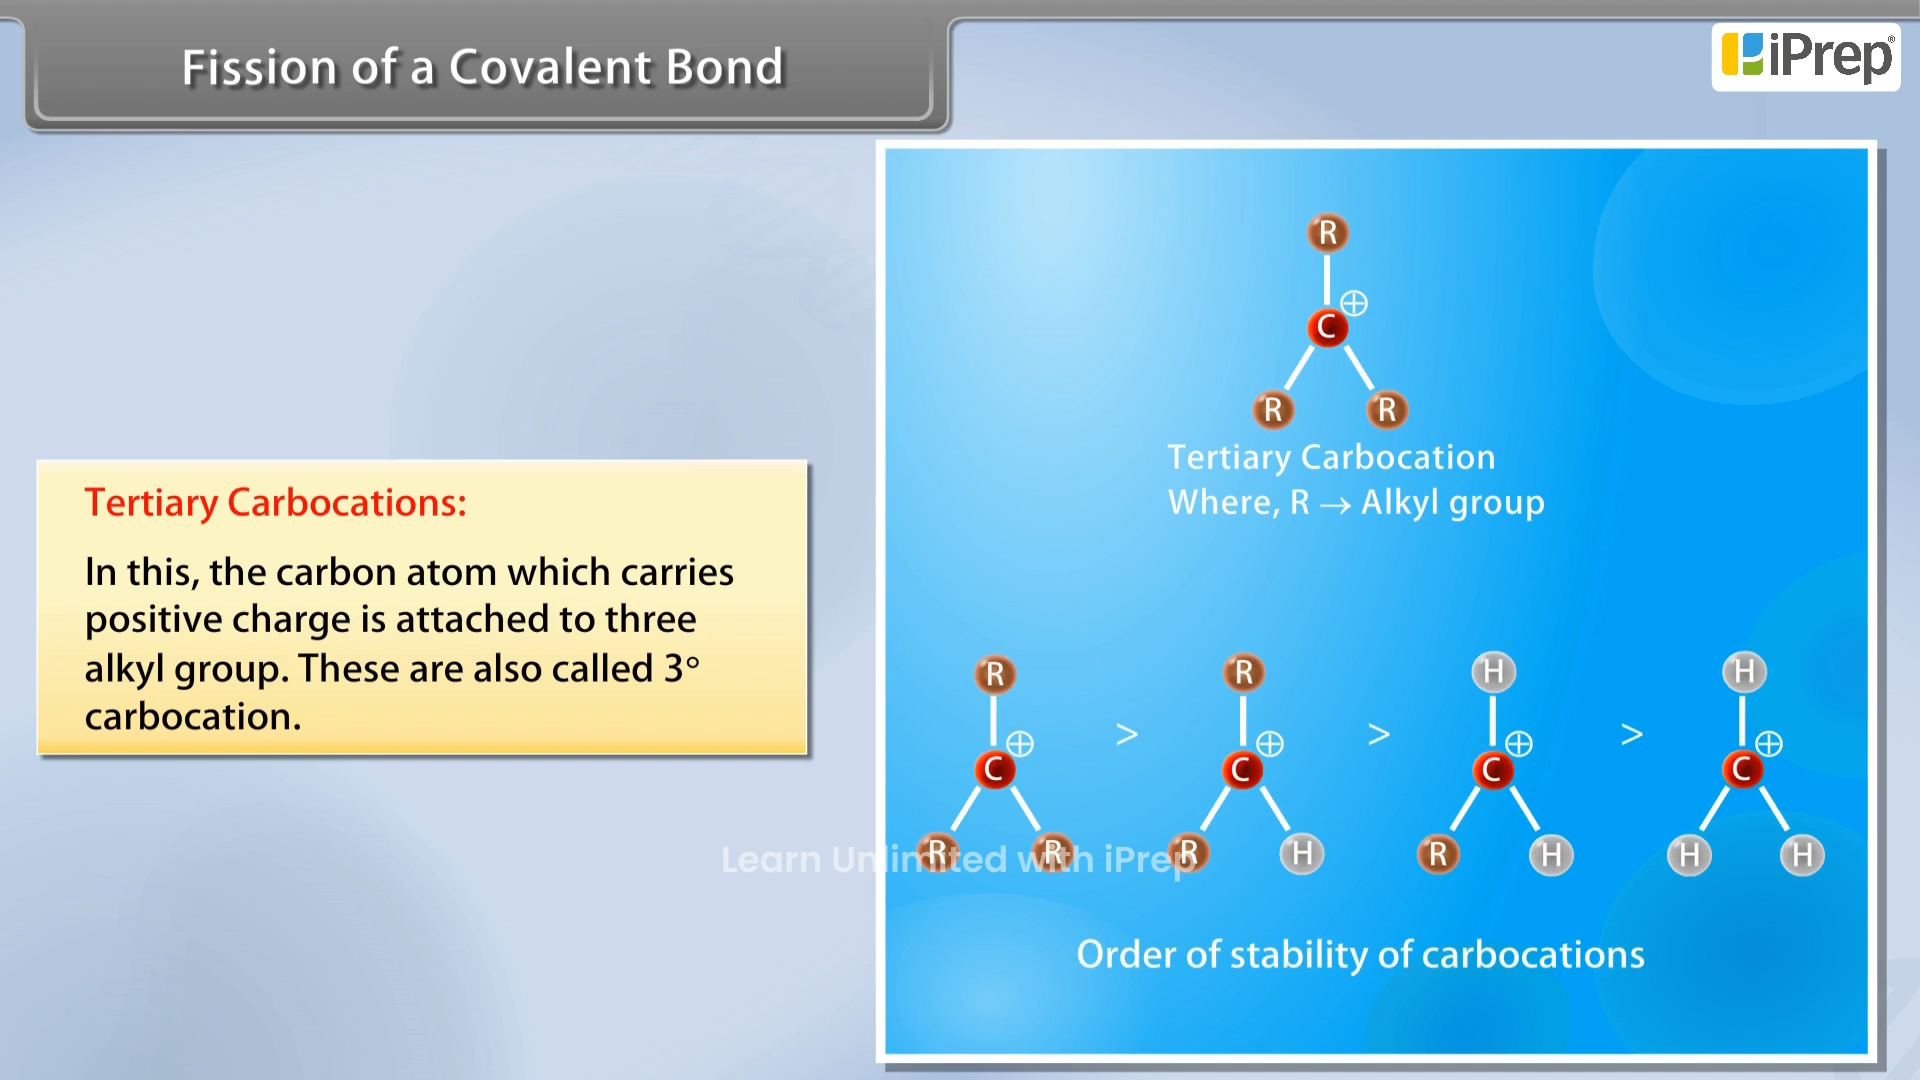 Fission of a Covalent Bond
iPrep®
R
⊕
C
R R
Tertiary Carbocation
Where, R → Alkyl group
Tertiary Carbocations:
In this, the carbon atom which carries
positive charge is attached to three
alkyl group. These are also called 3°
carbocation.
R R H H
⊕ > ⊕ > ⊕ > ⊕
C C C C
R R R H R H H H
Learn Unlimited with iPrep
Order of stability of carbocations